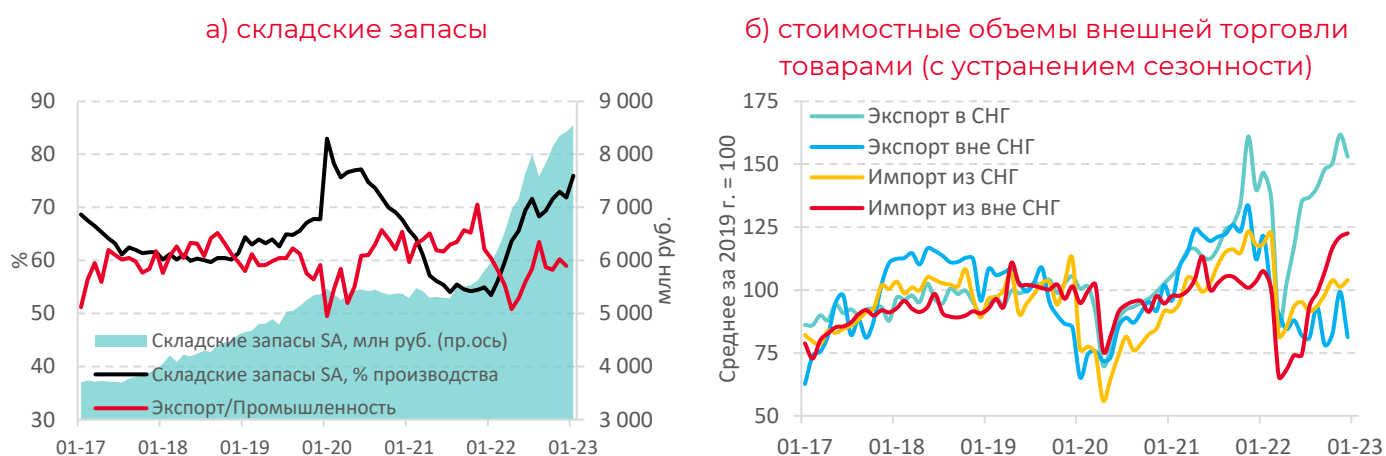 а) складские запасы
90
80
70
60
50
40
30
%
9 000
8 000
7 000
6 000
5 000
4 000
3 000
млн руб.
Складские запасы SA, млн руб. (пр.ось)
Складские запасы SA, % производства
Экспорт/Промышленность
01-17 01-18 01-19 01-20 01-21 01-22 01-23
б) стоимостные объемы внешней торговли
товарами (с устранением сезонности)
175
150
125
100
75
50
Среднее за 2019 г. = 100
Экспорт в СНГ
Экспорт вне СНГ
Импорт из СНГ
Импорт из вне СНГ
01-17 01-18 01-19 01-20 01-21 01-22 01-23